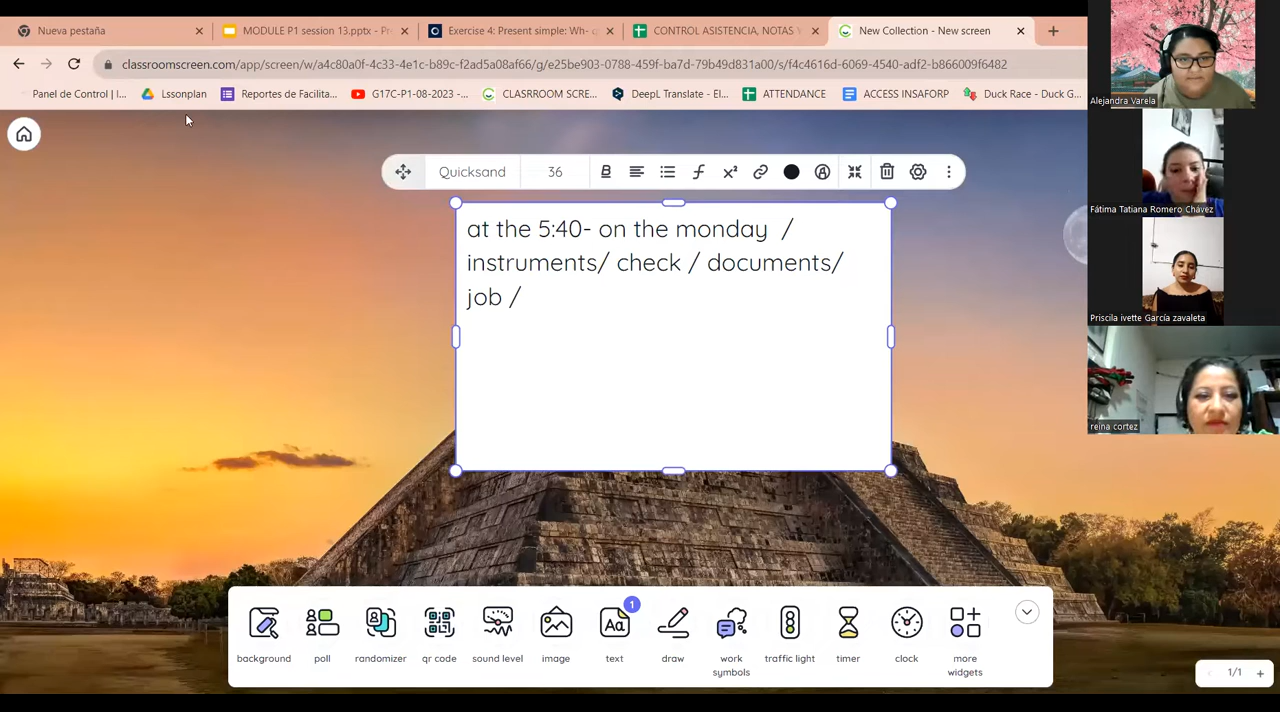 Nueva pestaña
MODULE P1 session 13.pptx - Pr
Exercise 4: Present simple: Wh- q
CONTROL ASISTENCIA, NOTAS Y
New Collection - New screen
classroomscreen.com/app/screen/w/a4c80a0f-4c33-4e1c-b89c-f2ad5a08df66/g/e25be903-0788-459f-ba7d-79b49d831a00/s/f4c4616d-6069-4540-adf2-b866009f6482
Panel de Control | I...
Lssonplan
Reportes de Facilita...
G17C-P1-08-2023 -...
CLASSROOM SCRE...
DeepL Translate - El...
ATTENDANCE
ACCESS INSAFORP
Duck Race - Duck G...
Quicksand
36
at the 5:40- on the monday /
instruments/ check / documents/
job /
Alejandra Varela
Fátima Tatiana Romero Chávez
Priscila ivette García zavaleta
reina cortez
1
background
poll
randomizer
qr code
sound level
image
text
draw
work
symbols
traffic light
timer
clock
more
widgets
1/1